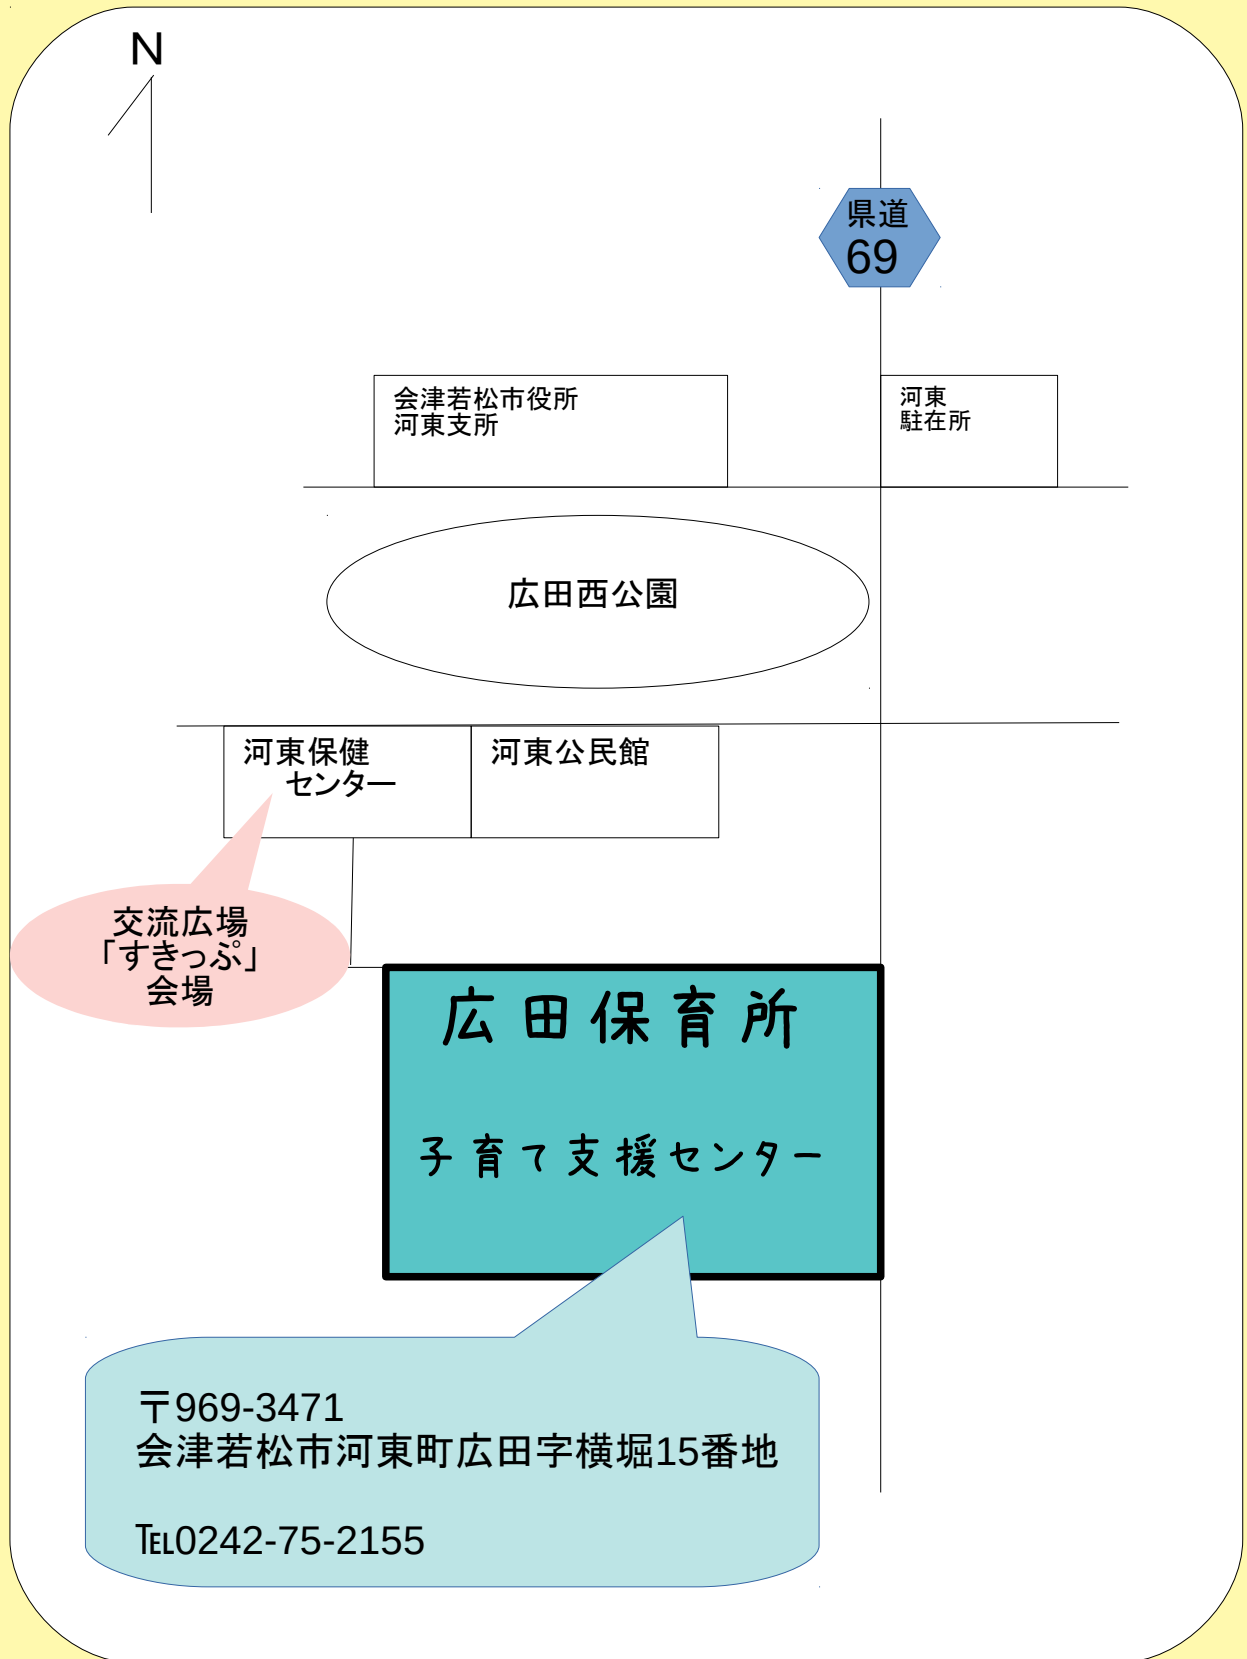 N
県道
69
会津若松市役所
河東支所
河東
駐在所
広田西公園
河東保健
センター
河東公民館
交流広場
「すきっぷ」
会場
広田保育所
子育て支援センター
〒969-3471
会津若松市河東町広田字横堀15番地
℡0242-75-2155